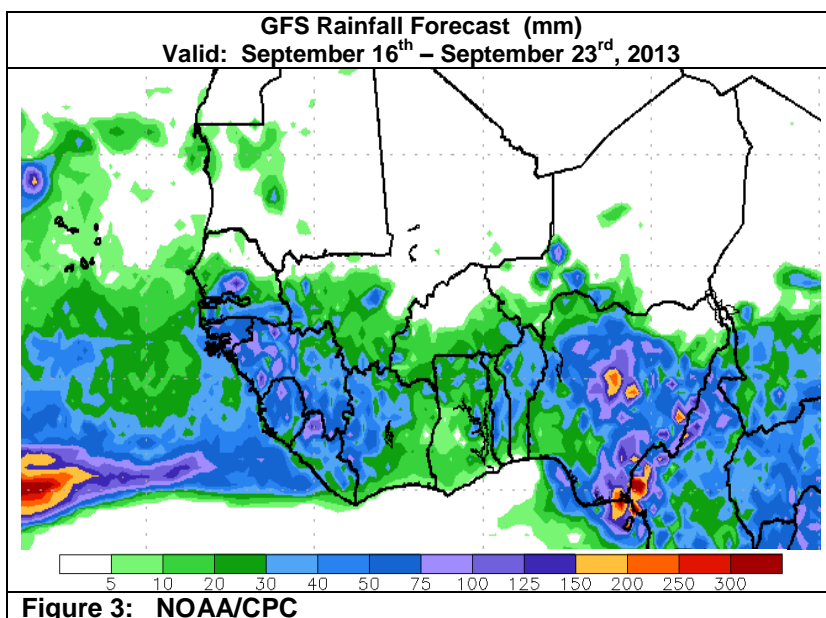 GFS Rainfall Forecast (mm)
Valid: September 16th – September 23rd, 2013
5 10 20 30 40 50 75 100 125 150 200 250 300
Figure 3: NOAA/CPC